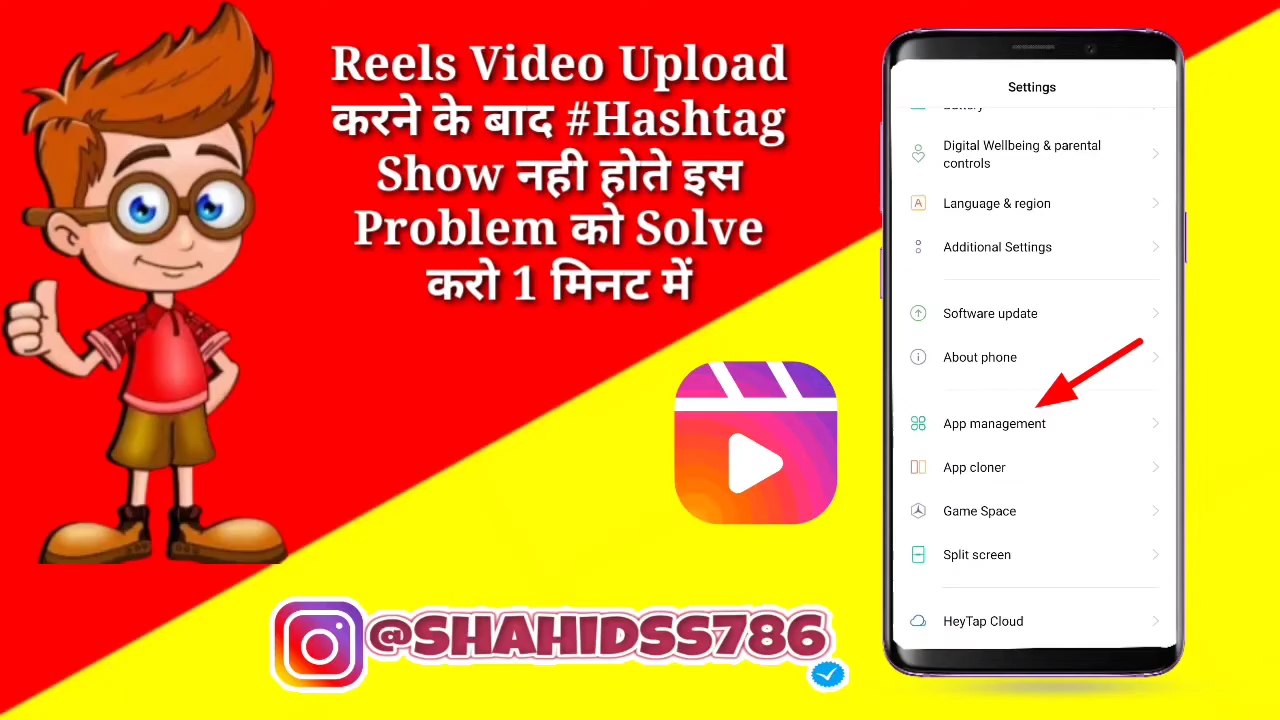 Reels Video Upload
करने के बाद #Hashtag
Show नही होते इस
Problem को Solve
करो 1 मिनट में
@SHAHIDSS786
Settings
Battery
Digital Wellbeing & parental
controls
Language & region
A
Additional Settings
Software update
About phone
App management
App cloner
Game Space
Split screen
HeyTap Cloud